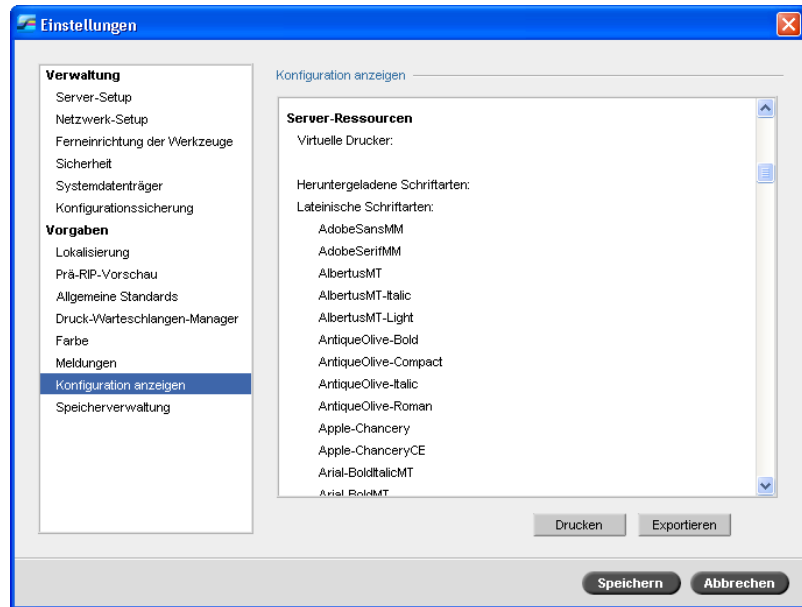 Einstellungen
Verwaltung
Server-Setup
Netzwerk-Setup
Ferneinrichtung der Werkzeuge
Sicherheit
Systemdatenträger
Konfigurationssicherung
Vorgaben
Lokalisierung
Prä-RIP-Vorschau
Allgemeine Standards
Druck-Warteschlangen-Manager
Farbe
Meldungen
Konfiguration anzeigen
Speicherverwaltung
Konfiguration anzeigen
Server-Ressourcen
Virtuelle Drucker:
Heruntergeladene Schriftarten:
Lateinische Schriftarten:
AdobeSansMM
AdobeSerifMM
AlbertusMT
AlbertusMT-Italic
AlbertusMT-Light
AntiqueOlive-Bold
AntiqueOlive-Compact
AntiqueOlive-Italic
AntiqueOlive-Roman
Apple-Chancery
Apple-ChanceryCE
Arial-BoldItalicMT
Arial-BoldMT
Drucken
Exportieren
Speichern
Abbrechen